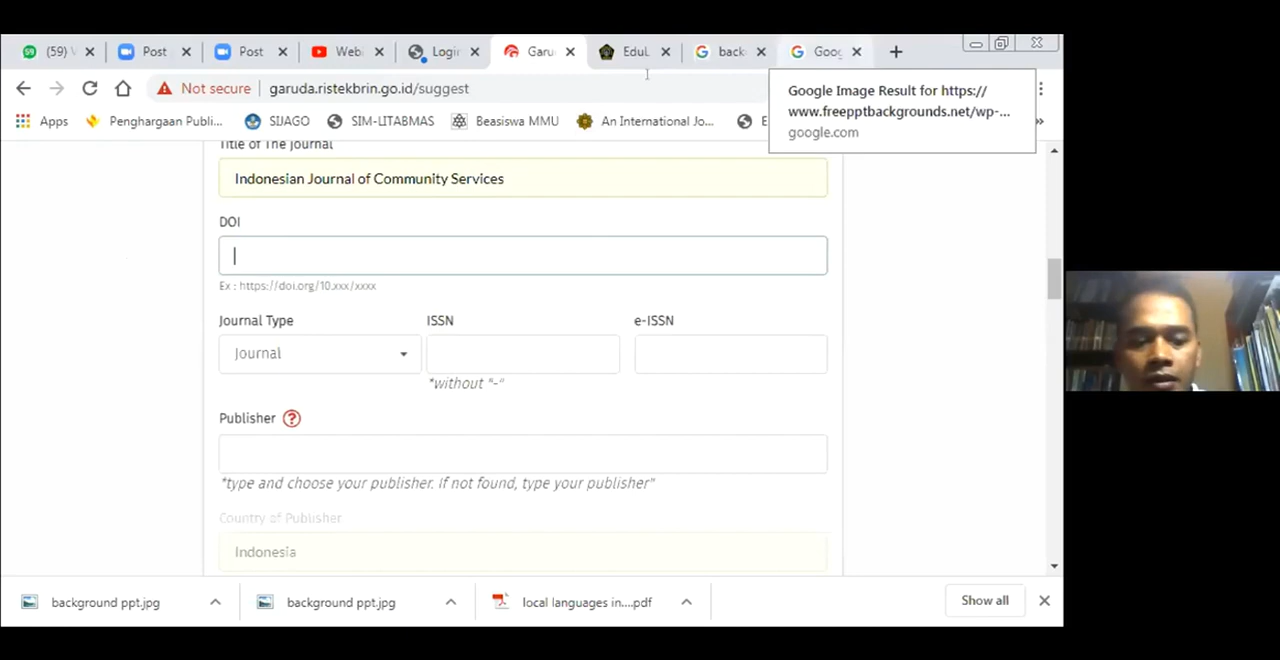 (59)
Post
Post
Web
Login
Garu
EduL
back
Goog
Not secure
garuda.ristekbrin.go.id/suggest
Google Image Result for https://
www.freepptbackgrounds.net/wp-...
google.com
Apps
Penghargaan Publi...
SIJAGO
SIM-LITABMAS
Beasiswa MMU
An International Jo...
E
»
Title of The Journal
Indonesian Journal of Community Services
DOI
Ex : https://doi.org/10.xxx/xxxx
Journal Type
ISSN
e-ISSN
Journal
*without "-"
Publisher ?
*type and choose your publisher. If not found, type your publisher"
Country of Publisher
Indonesia
background ppt.jpg
background ppt.jpg
local languages in....pdf
Show all